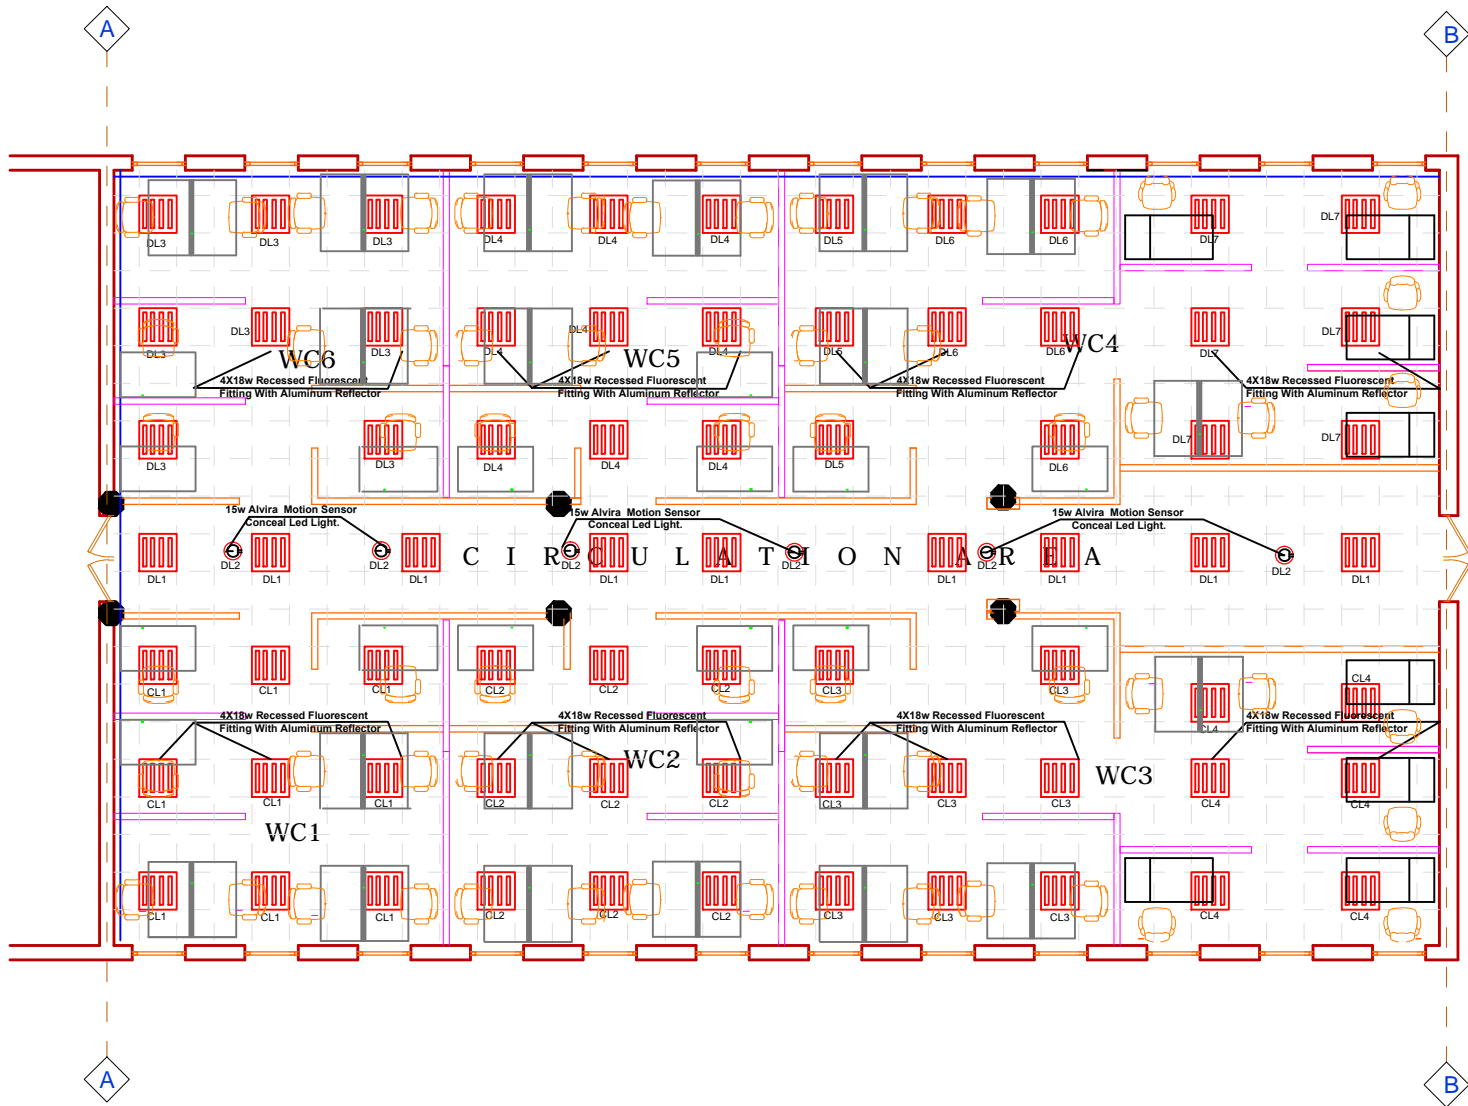 A
B
DL3
DL3
DL3
DL4
DL4
DL4
DL5
DL6
DL6
DL7
DL7
DL3
DL3
DL3
DL4
DL4
DL4
DL5
DL6
DL6
DL7
DL7
WC6
WC5
WC4
4X18w Recessed Fluorescent
Fitting With Aluminum Reflector
4X18w Recessed Fluorescent
Fitting With Aluminum Reflector
4X18w Recessed Fluorescent
Fitting With Aluminum Reflector
4X18w Recessed Fluorescent
Fitting With Aluminum Reflector
DL3
DL3
DL4
DL4
DL4
DL5
DL6
DL7
DL7
15w Alvira Motion Sensor
Conceal Led Light.
15w Alvira Motion Sensor
Conceal Led Light.
15w Alvira Motion Sensor
Conceal Led Light.
CIRCULATION AREA
DL2
DL2
DL2
DL2
DL2
DL2
DL1
DL1
DL1
DL1
DL1
DL1
DL1
DL1
DL1
CL1
CL1
CL1
CL2
CL2
CL2
CL3
CL3
CL4
CL4
4X18w Recessed Fluorescent
Fitting With Aluminum Reflector
4X18w Recessed Fluorescent
Fitting With Aluminum Reflector
4X18w Recessed Fluorescent
Fitting With Aluminum Reflector
4X18w Recessed Fluorescent
Fitting With Aluminum Reflector
WC2
WC3
CL1
CL1
CL1
CL2
CL2
CL2
CL3
CL3
CL3
CL4
CL4
WC1
CL1
CL1
CL1
CL2
CL2
CL2
CL3
CL3
CL3
CL4
CL4
A
B